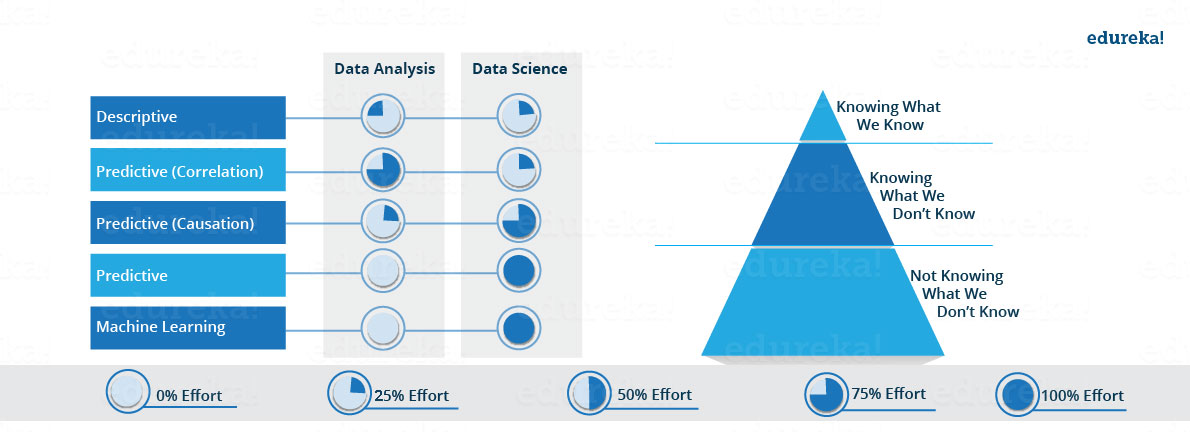 edureka!
Data Analysis
Data Science
Descriptive
Predictive (Correlation)
Predictive (Causation)
Predictive
Machine Learning
Knowing What
We Know
Knowing
What We
Don't Know
Not Knowing
What We
Don't Know
0% Effort
25% Effort
50% Effort
75% Effort
100% Effort